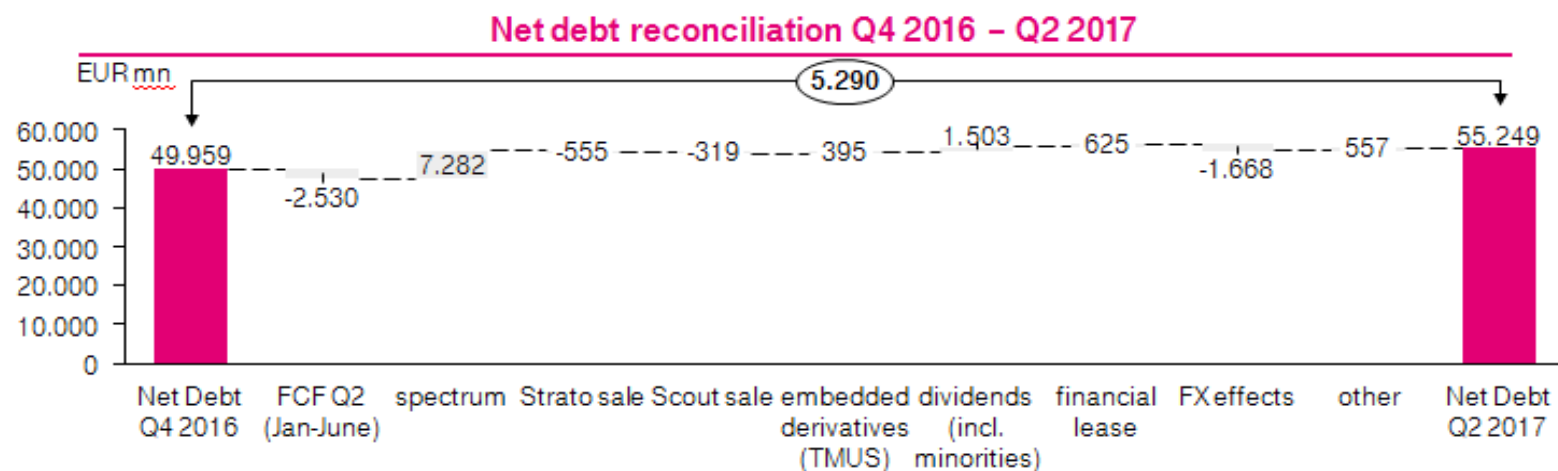 Net debt reconciliation Q4 2016 – Q2 2017
EUR mn
5.290
60.000
50.000
40.000
30.000
20.000
10.000
0
49.959
-2.530
7.282
-555
-319
395
1.503
625
-1.668
557
55.249
Net Debt
Q4 2016
FCF Q2
(Jan-June)
spectrum
Strato sale
Scout sale
embedded
derivatives
(TMUS)
dividends
(incl.
minorities)
financial
lease
FX effects
other
Net Debt
Q2 2017